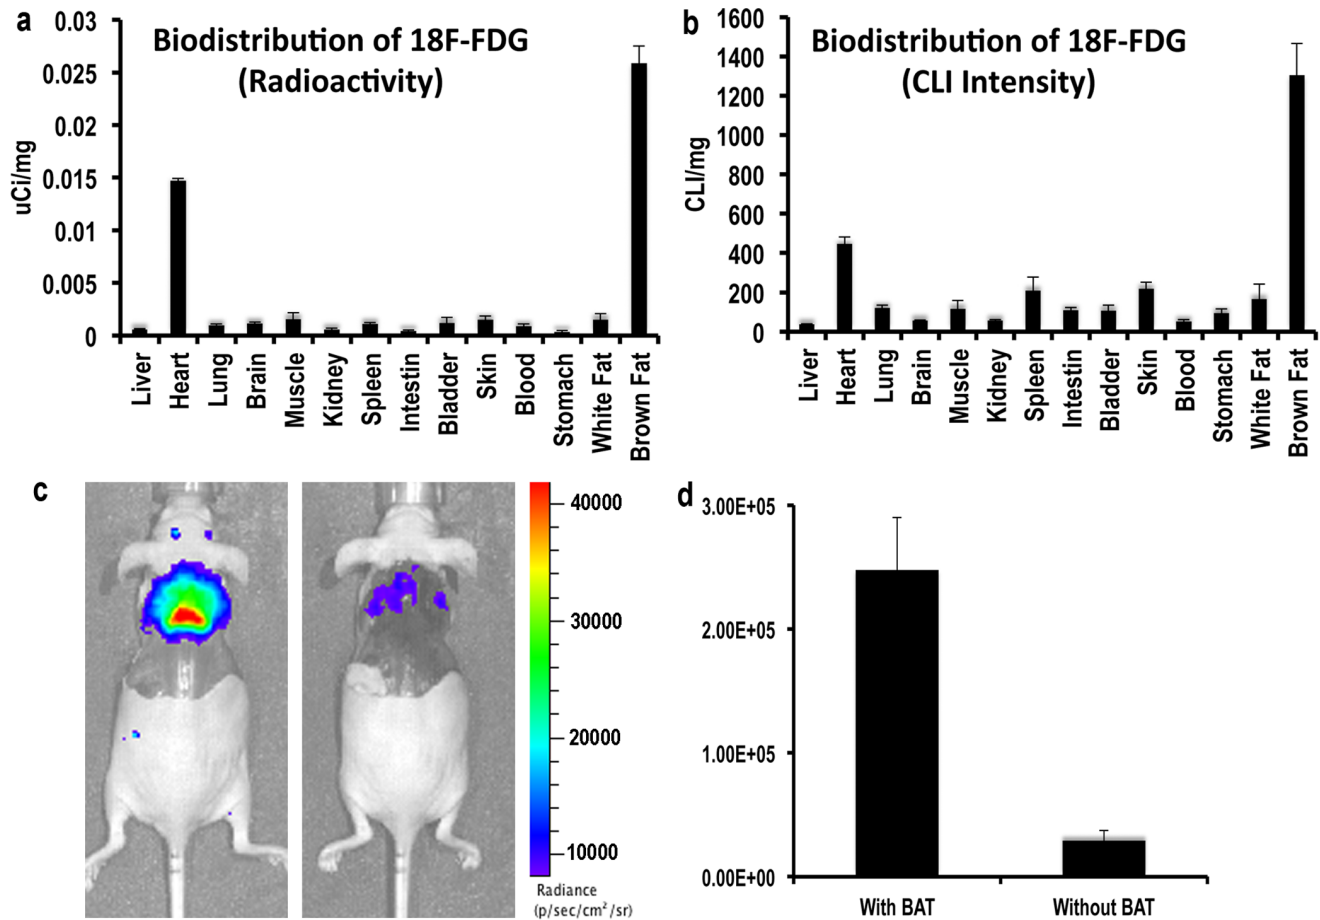 a
Biodistribution of 18F-FDG
(Radioactivity)
uCi/mg
0.03
0.025
0.02
0.015
0.01
0.005
0
Liver
Heart
Lung
Brain
Muscle
Kidney
Spleen
Intestin
Bladder
Skin
Blood
Stomach
White Fat
Brown Fat
b
Biodistribution of 18F-FDG
(CLI Intensity)
CLI/mg
1600
1400
1200
1000
800
600
400
200
0
Liver
Heart
Lung
Brain
Muscle
Kidney
Spleen
Intestin
Bladder
Skin
Blood
Stomach
White Fat
Brown Fat
c
40000
30000
20000
10000
Radiance
(p/sec/cm²/sr)
d
3.00E+05
2.00E+05
1.00E+05
0.00E+00
With BAT
Without BAT